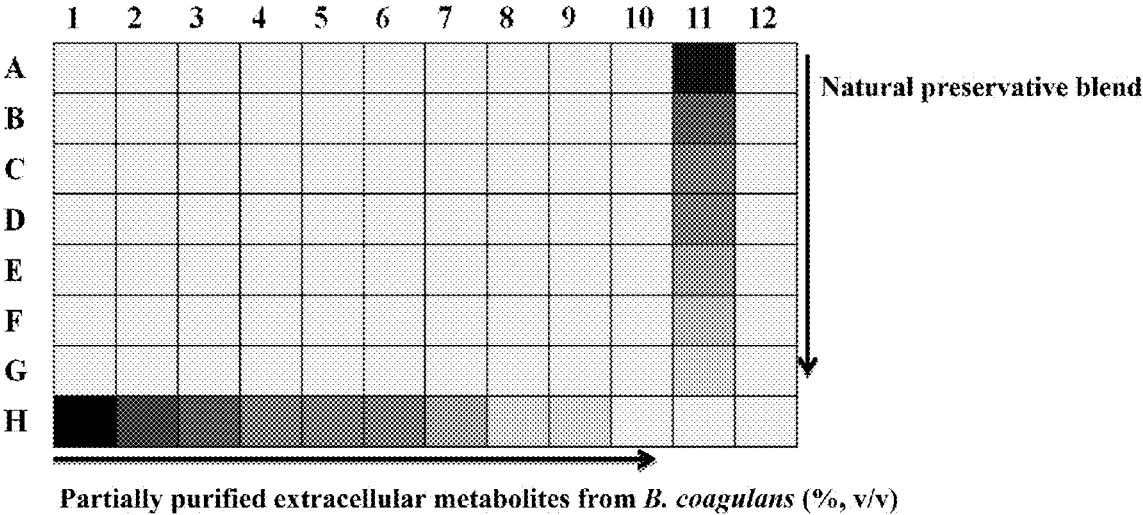 1 2 3 4 5 6 7 8 9 10 11 12
A
Natural preservative blend
B
C
D
E
F
G
H
Partially purified extracellular metabolites from B. coagulans (%, v/v)